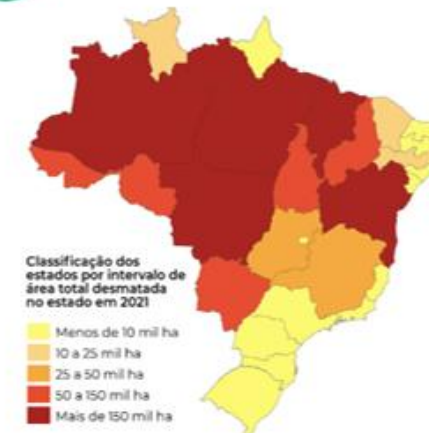 Classificação dos
estados por intervalo de
área total desmatada
no estado em 2021
Menos de 10 mil ha
10 a 25 mil ha
25 a 50 mil ha
50 a 150 mil ha
Mais de 150 mil ha